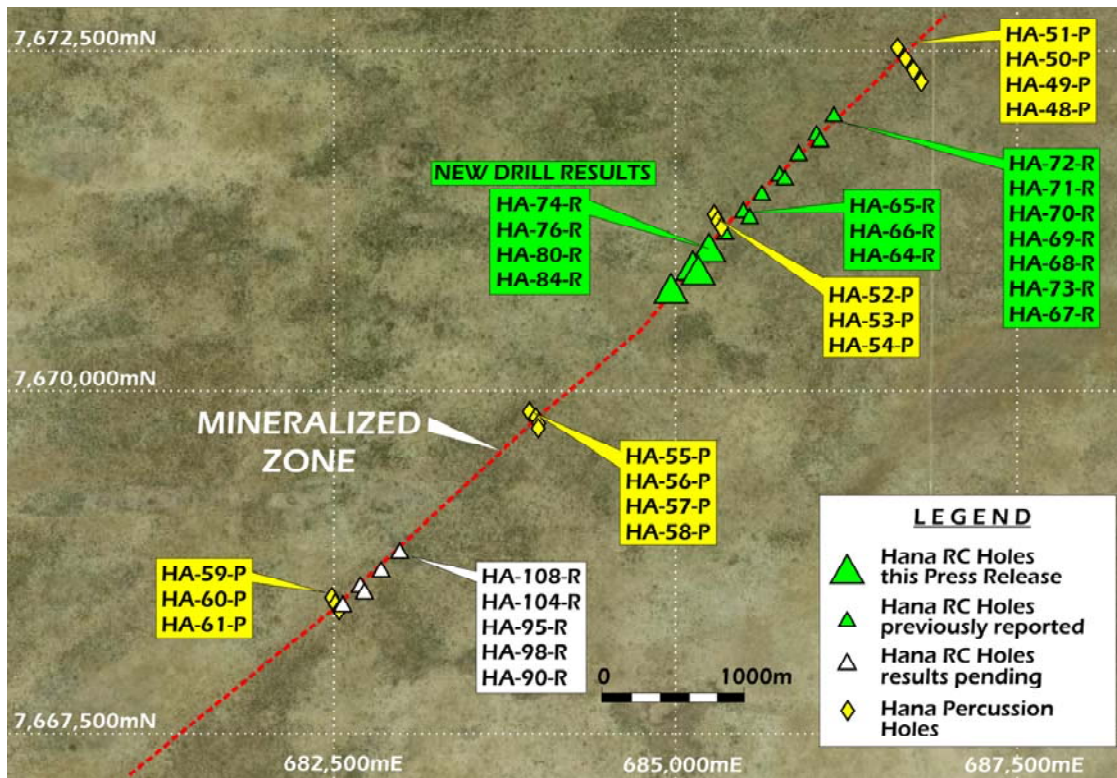 7,672,500mN
HA-51-P
HA-50-P
HA-49-P
HA-48-P
NEW DRILL RESULTS
HA-74-R
HA-76-R
HA-80-R
HA-84-R
HA-65-R
HA-66-R
HA-64-R
HA-72-R
HA-71-R
HA-70-R
HA-69-R
HA-68-R
HA-73-R
HA-67-R
HA-52-P
HA-53-P
HA-54-P
7,670,000mN
MINERALIZED
ZONE
HA-55-P
HA-56-P
HA-57-P
HA-58-P
HA-59-P
HA-60-P
HA-61-P
HA-108-R
HA-104-R
HA-95-R
HA-98-R
HA-90-R
0 1000m
LEGEND
Hana RC Holes
this Press Release
Hana RC Holes
previously reported
Hana RC Holes
results pending
Hana Percussion
Holes
7,667,500mN
682,500mE
685,000mE
687,500mE